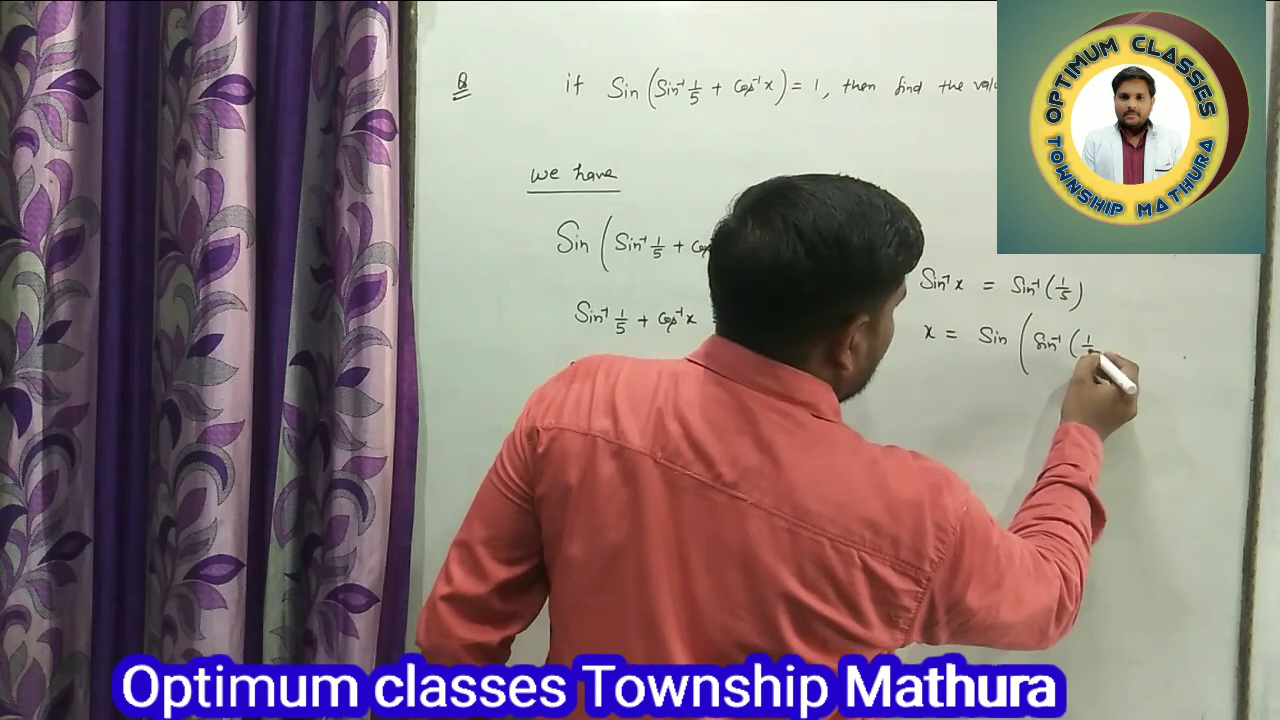 Q if Sin (Sin⁻¹ 1/5 + Cos⁻¹ x) = 1, then find the
we have
Sin (Sin⁻¹ 1/5 +
Sin⁻¹ 1/5 + Cos⁻¹ x
Sin⁻¹ x = Sin⁻¹ (1/5)
x = Sin (Sin⁻¹ (1/
OPTIMUM CLASSES
TOWNSHIP MATHURA
Optimum classes Township Mathura